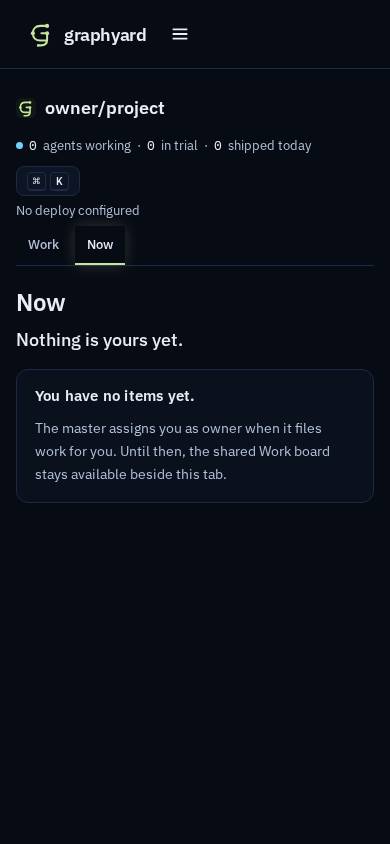 graphyard
owner/project
0 agents working · 0 in trial · 0 shipped today
⌘ K
No deploy configured
Work Now
Now
Nothing is yours yet.
You have no items yet.
The master assigns you as owner when it files
work for you. Until then, the shared Work board
stays available beside this tab.